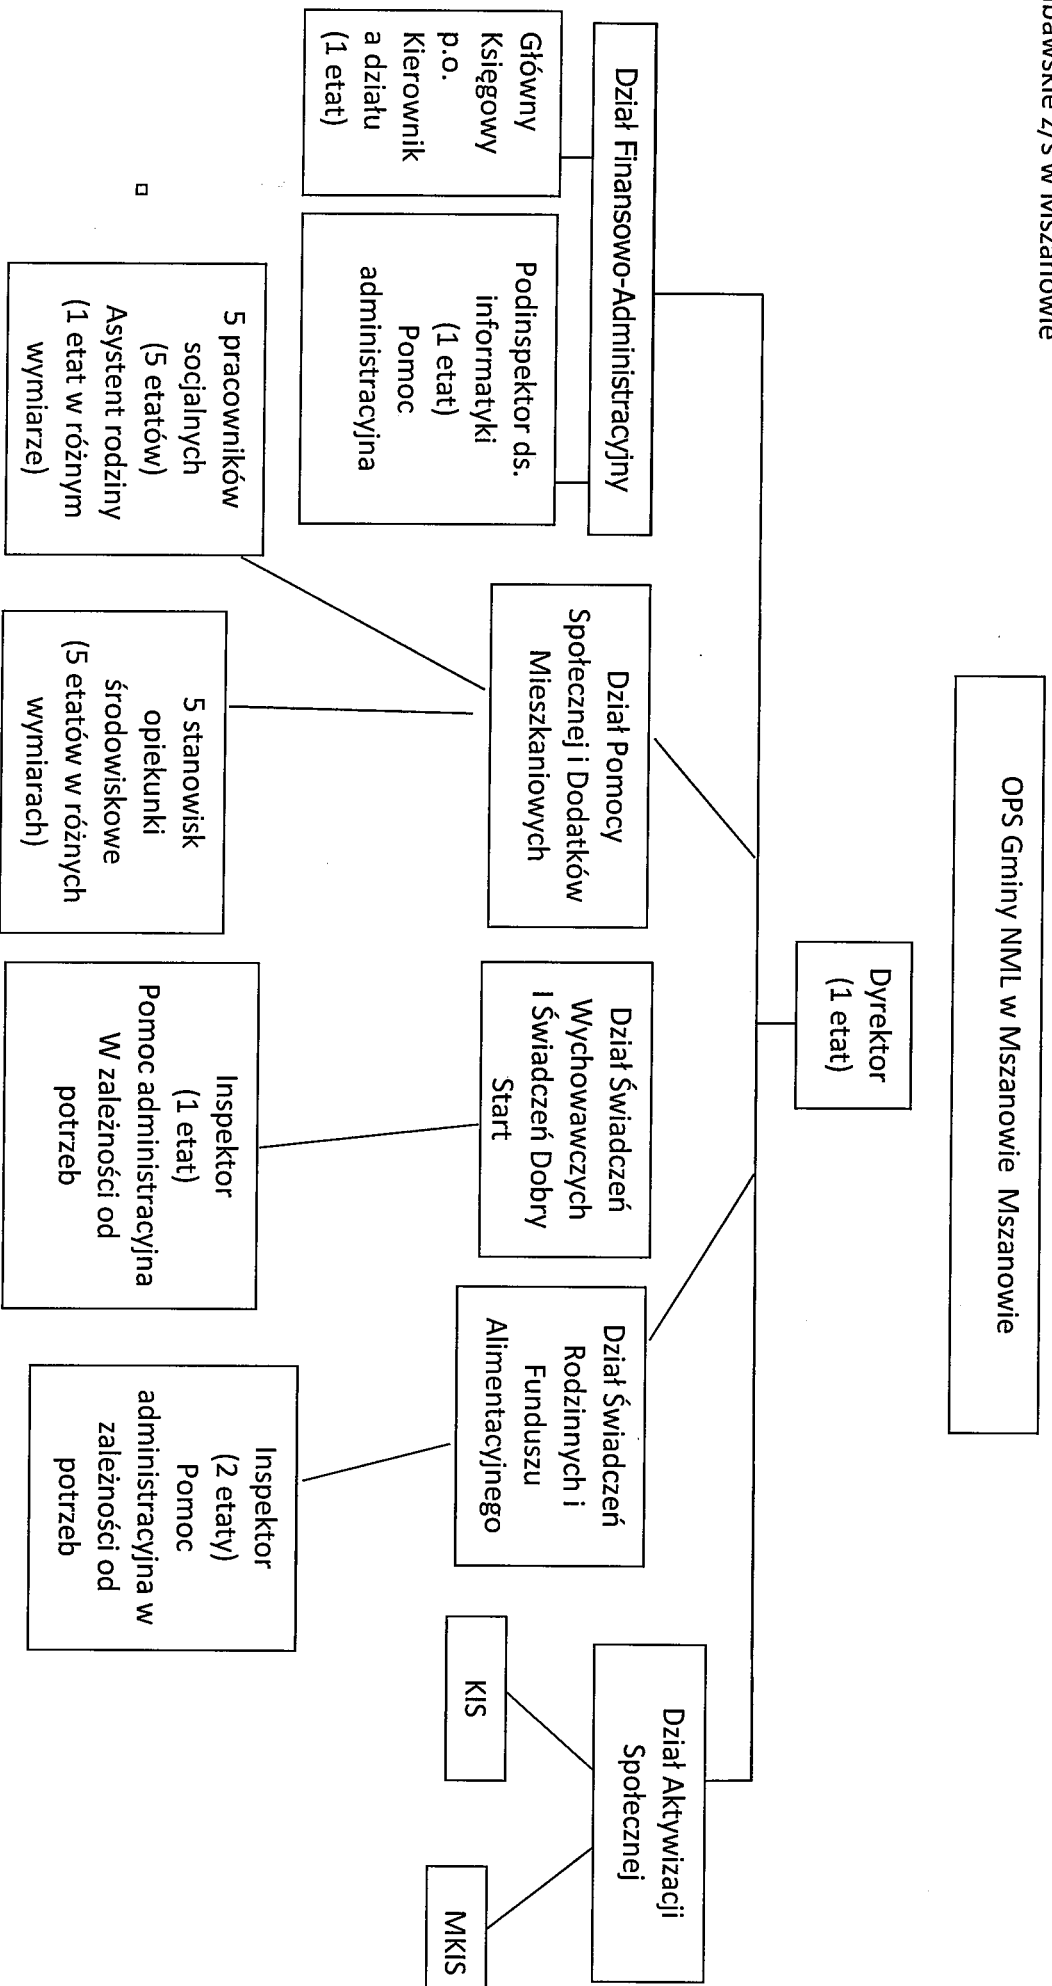 bawskie z/s w Mszanowie
OPS Gminy NML w Mszanowie Mszanowie
Dyrektor
(1 etat)
Dział Finansowo-Administracyjny
Główny
Księgowy
p.o.
Kierownik
a działu
(1 etat)
Podinspektor ds.
informatyki
(1 etat)
Pomoc
administracyjna
Dział Pomocy
Społecznej i Dodatków
Mieszkaniowych
5 pracowników
socjalnych
(5 etatów)
Asystent rodziny
(1 etat w różnym
wymiarze)
5 stanowisk
opiekunki
środowiskowe
(5 etatów w różnych
wymiarach)
Dział Świadczeń
Wychowawczych
I Świadczeń Dobry
Start
Inspektor
(1 etat)
Pomoc administracyjna
W zależności od
potrzeb
Dział Świadczeń
Rodzinnych i
Funduszu
Alimentacyjnego
Inspektor
(2 etaty)
Pomoc
administracyjna w
zależności od
potrzeb
Dział Aktywizacji
Społecznej
KIS
MKIS